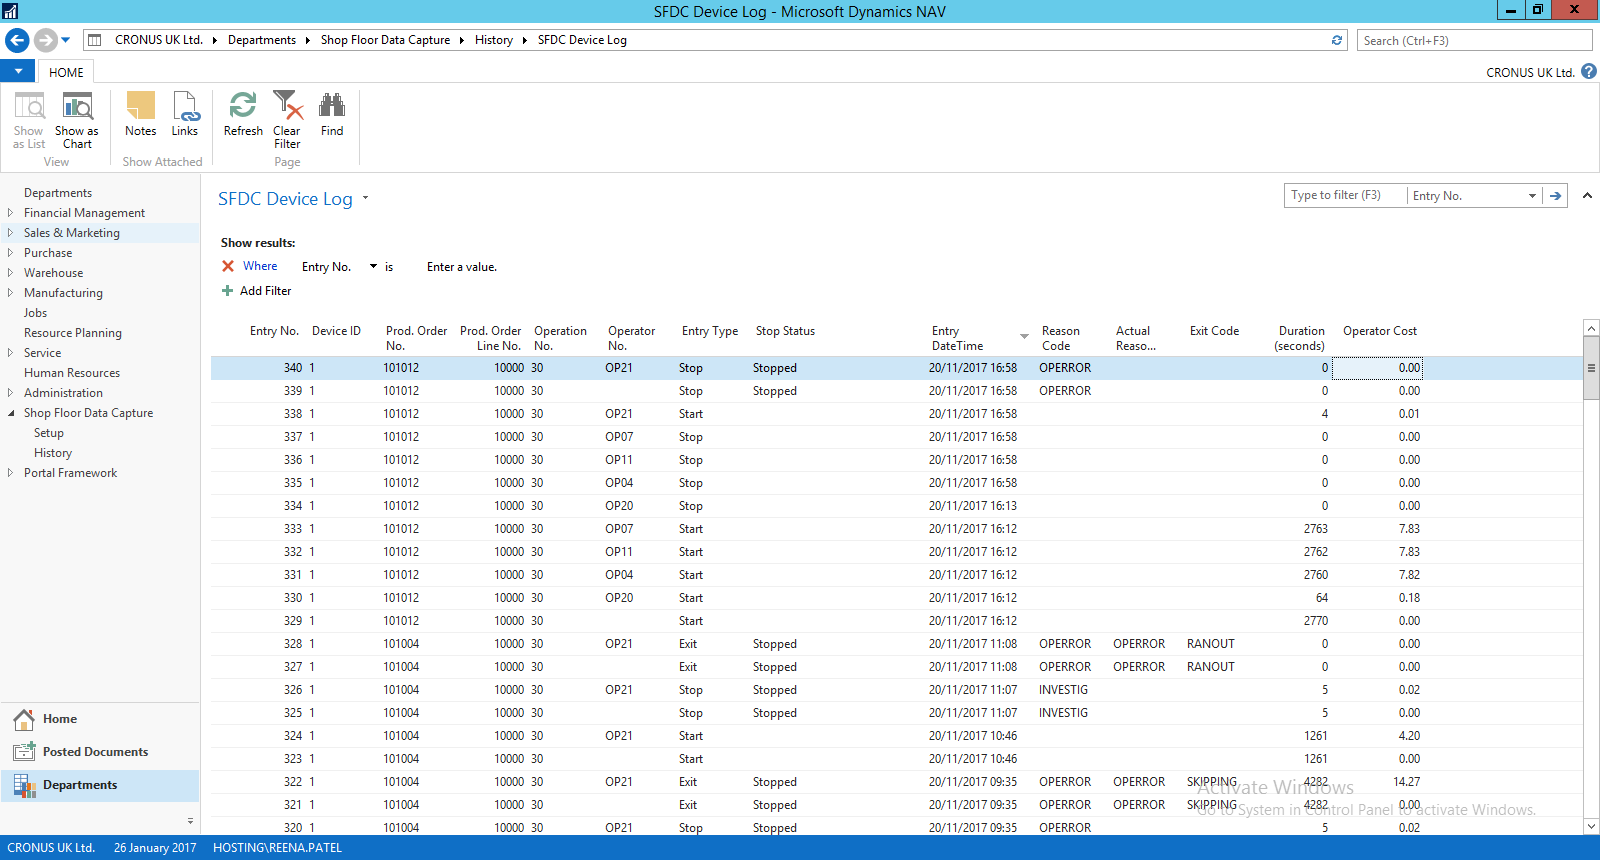 SFDC Device Log - Microsoft Dynamics NAV
CRONUS UK Ltd. Departments Shop Floor Data Capture History SFDC Device Log
Search (Ctrl+F3)
HOME
CRONUS UK Ltd.
Show as List
Show as Chart
Notes
Links
Refresh
Clear Filter
Find
View
Show Attached
Page
Departments
Financial Management
Sales & Marketing
Purchase
Warehouse
Manufacturing
Jobs
Resource Planning
Service
Human Resources
Administration
Shop Floor Data Capture
Setup
History
Portal Framework
Home
Posted Documents
Departments
SFDC Device Log
Type to filter (F3) Entry No.
Show results:
Where Entry No. is Enter a value.
Add Filter
Entry No. Device ID Prod. Order No. Prod. Order Line No. Operation No. Operator No. Entry Type Stop Status Entry DateTime Reason Code Actual Reaso... Exit Code Duration (seconds) Operator Cost
340 1 101012 10000 30 OP21 Stop Stopped 20/11/2017 16:58 OPERROR 0 0.00
339 1 101012 10000 30 Stop Stopped 20/11/2017 16:58 OPERROR 0 0.00
338 1 101012 10000 30 OP21 Start 20/11/2017 16:58 4 0.01
337 1 101012 10000 30 OP07 Stop 20/11/2017 16:58 0 0.00
336 1 101012 10000 30 OP11 Stop 20/11/2017 16:58 0 0.00
335 1 101012 10000 30 OP04 Stop 20/11/2017 16:58 0 0.00
334 1 101012 10000 30 OP20 Stop 20/11/2017 16:13 0 0.00
333 1 101012 10000 30 OP07 Start 20/11/2017 16:12 2763 7.83
332 1 101012 10000 30 OP11 Start 20/11/2017 16:12 2762 7.83
331 1 101012 10000 30 OP04 Start 20/11/2017 16:12 2760 7.82
330 1 101012 10000 30 OP20 Start 20/11/2017 16:12 64 0.18
329 1 101012 10000 30 Start 20/11/2017 16:12 2770 0.00
328 1 101004 10000 30 OP21 Exit Stopped 20/11/2017 11:08 OPERROR OPERROR RANOUT 0 0.00
327 1 101004 10000 30 Exit Stopped 20/11/2017 11:08 OPERROR OPERROR RANOUT 0 0.00
326 1 101004 10000 30 OP21 Stop Stopped 20/11/2017 11:07 INVESTIG 5 0.02
325 1 101004 10000 30 Stop Stopped 20/11/2017 11:07 INVESTIG 5 0.00
324 1 101004 10000 30 OP21 Start 20/11/2017 10:46 1261 4.20
323 1 101004 10000 30 Start 20/11/2017 10:46 1261 0.00
322 1 101004 10000 30 OP21 Exit Stopped 20/11/2017 09:35 OPERROR OPERROR SKIPPING 4282 14.27
321 1 101004 10000 30 Exit Stopped 20/11/2017 09:35 OPERROR OPERROR SKIPPING 4282 0.00
320 1 101004 10000 30 OP21 Stop Stopped 20/11/2017 09:35 OPERROR 5 0.02
Activate Windows
Go to System in Control Panel to activate Windows.
CRONUS UK Ltd. 26 January 2017 HOSTING\REENA.PATEL